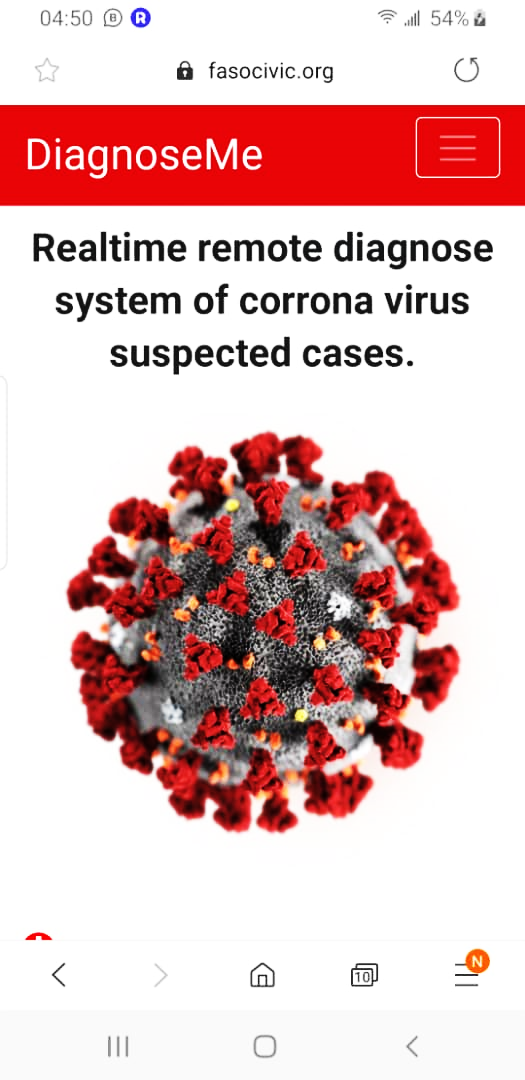 04:50 B R 54%
fasocivic.org
DiagnoseMe
Realtime remote diagnose
system of corrona virus
suspected cases.
10
N